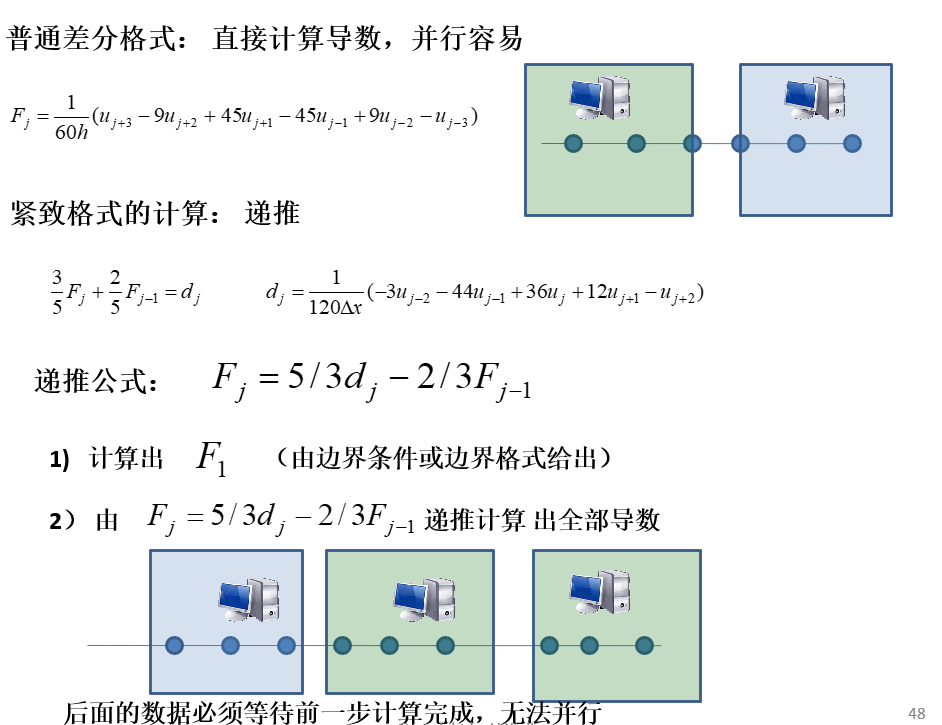 普通差分格式： 直接计算导数，并行容易
F_j = \frac{1}{60h}(u_{j+3} - 9u_{j+2} + 45u_{j+1} - 45u_{j-1} + 9u_{j-2} - u_{j-3})
紧致格式的计算： 递推
\frac{3}{5}F_j + \frac{2}{5}F_{j-1} = d_j  d_j = \frac{1}{120\Delta x}(-3u_{j-2} - 44u_{j-1} + 36u_j + 12u_{j+1} - u_{j+2})
递推公式： F_j = 5/3d_j - 2/3F_{j-1}
1) 计算出 F_1 （由边界条件或边界格式给出）
2） 由 F_j = 5/3d_j - 2/3F_{j-1} 递推计算 出全部导数
后面的数据必须等待前一步计算完成，无法并行
48